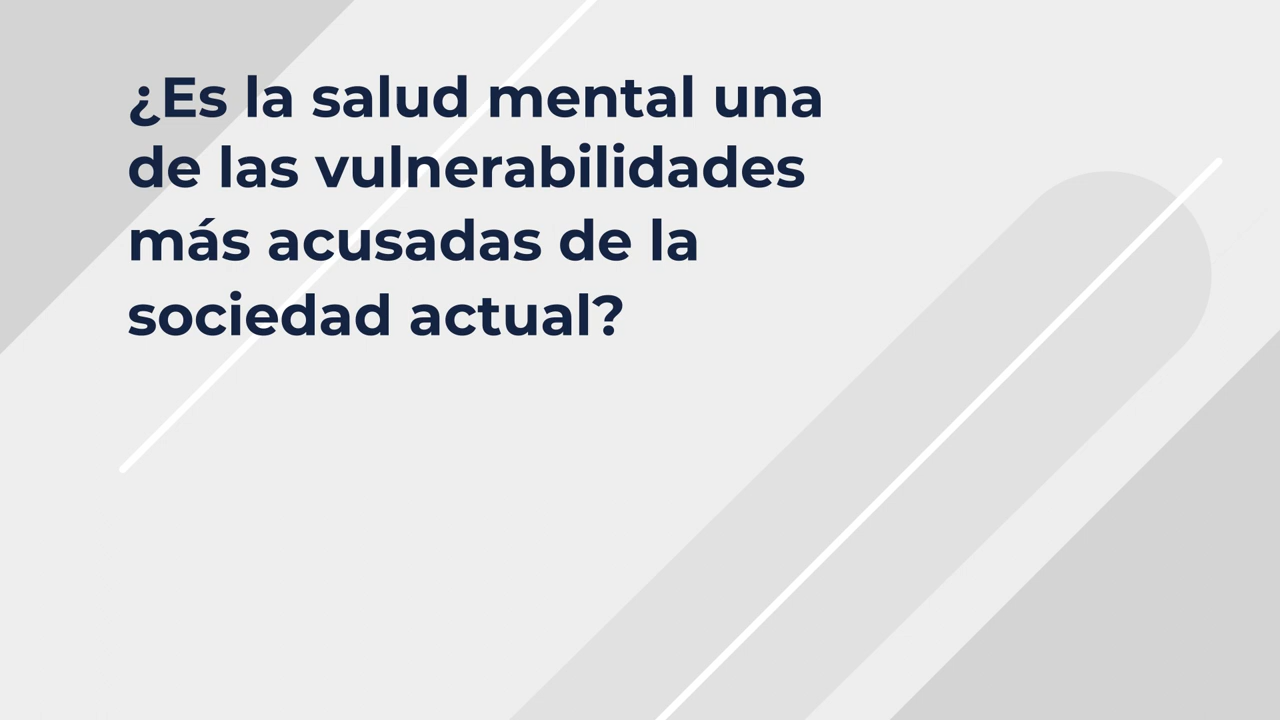 ¿Es la salud mental una
de las vulnerabilidades
más acusadas de la
sociedad actual?